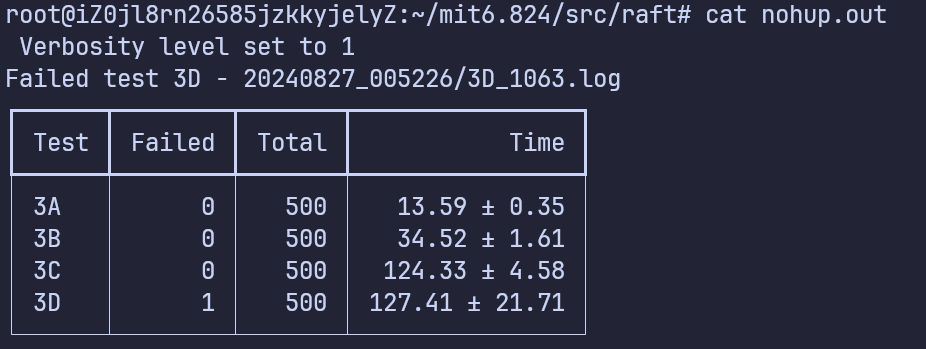 root@iZ0jl8rn26585jzkkyjelyZ:~/mit6.824/src/raft# cat nohup.out
Verbosity level set to 1
Failed test 3D - 20240827_005226/3D_1063.log
Test Failed Total Time
3A 0 500 13.59 ± 0.35
3B 0 500 34.52 ± 1.61
3C 0 500 124.33 ± 4.58
3D 1 500 127.41 ± 21.71